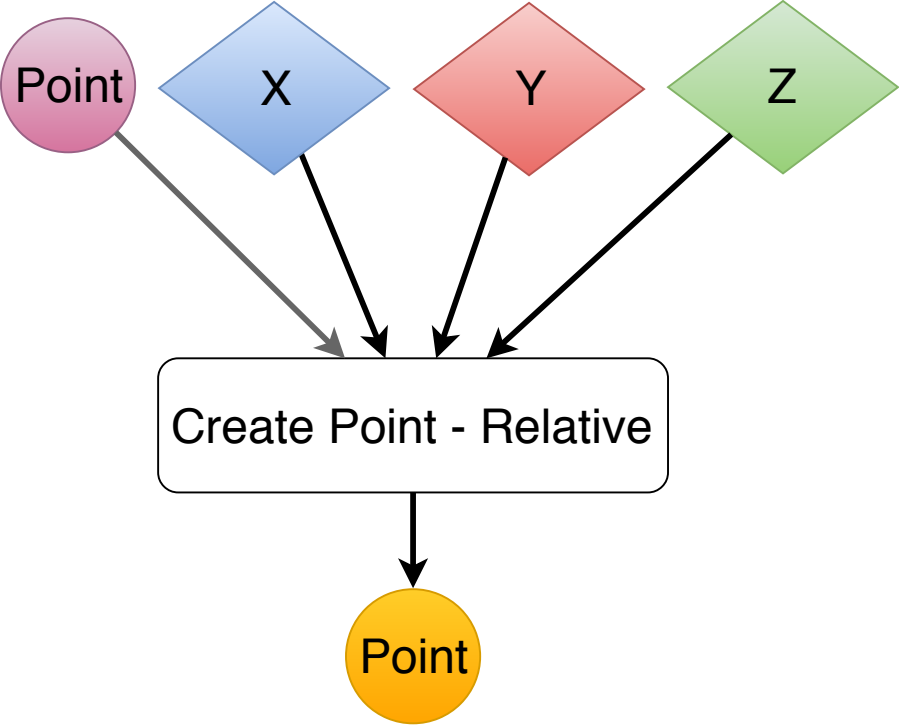 Point
X
Y
Z
Create Point - Relative
Point